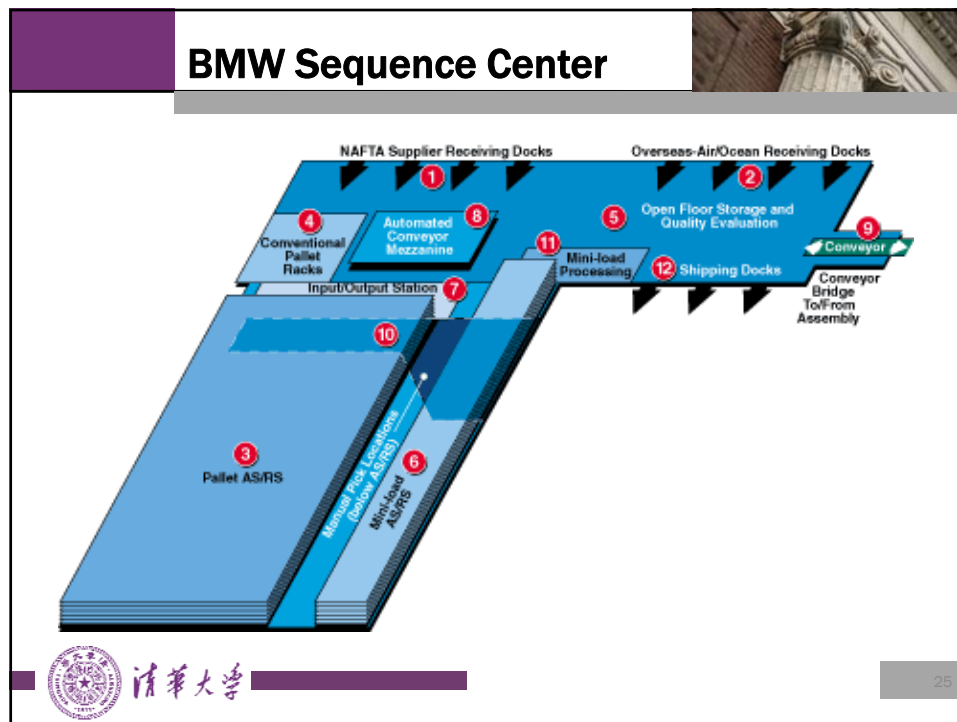 BMW Sequence Center
NAFTA Supplier Receiving Docks
Overseas-Air/Ocean Receiving Docks
1
2
4
Conventional
Pallet
Racks
Automated
Conveyor
Mezzanine
8
5
Open Floor Storage and
Quality Evaluation
9
Conveyor
11
Mini-load
Processing
12
Shipping Docks
Conveyor
Bridge
To/From
Assembly
Input/Output Station
7
10
3
Pallet AS/RS
Manual Pick Locations
(below AS/RS)
6
Mini-load
AS/RS
清華大学
25